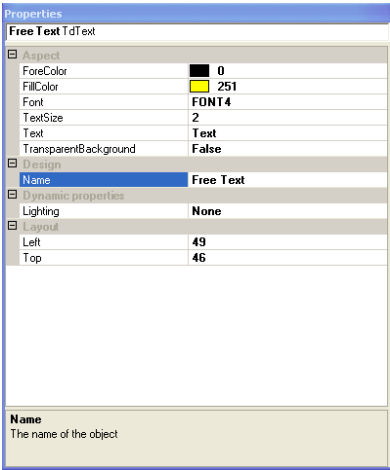 Properties
Free Text TdText
Aspect
ForeColor 0
FillColor 251
Font FONT4
TextSize 2
Text Text
TransparentBackground False
Design
Name Free Text
Dynamic properties
Lighting None
Layout
Left 49
Top 46
Name
The name of the object